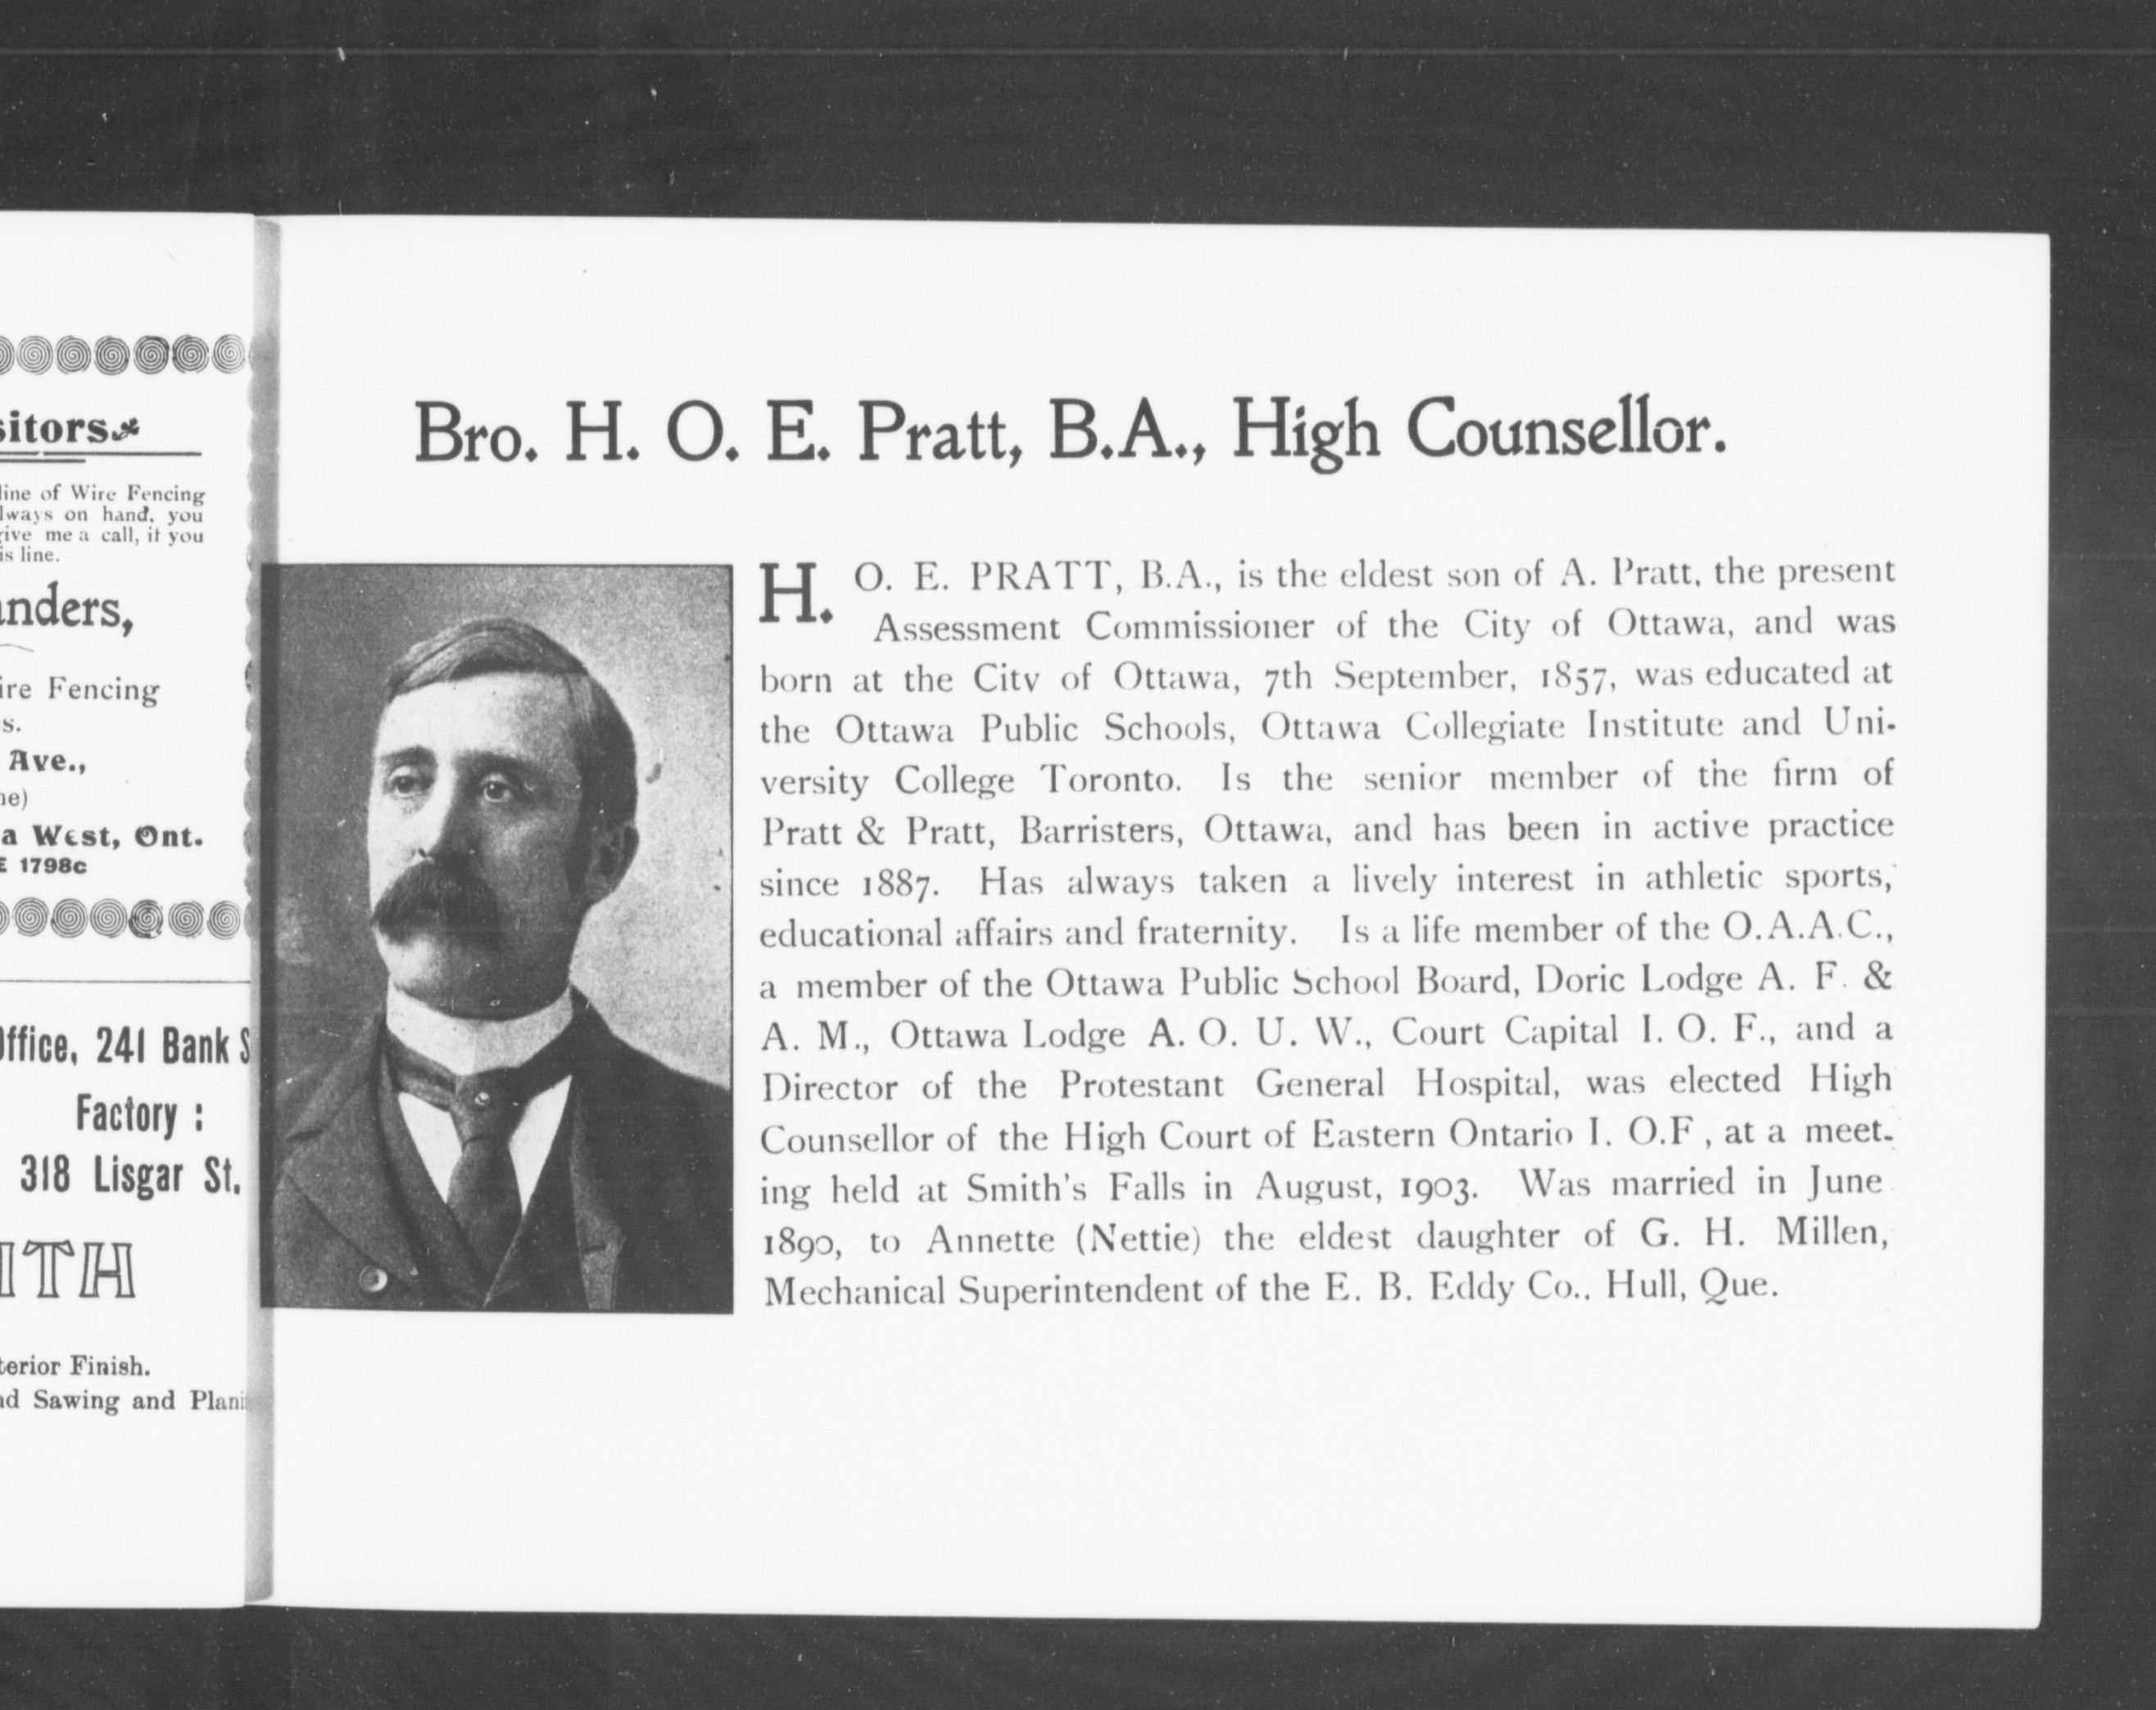 sitors
line of Wire Fencing
lways on hand, you
give me a call, if you
is line.
anders,
ire Fencing
s.
Ave.,
ne)
a West, Ont.
E 1798c
Office, 241 Bank S
Factory :
318 Lisgar St.
ITH
terior Finish.
nd Sawing and Plani
Bro. H. O. E. Pratt, B.A., High Counsellor.
H. O. E. PRATT, B.A., is the eldest son of A. Pratt, the present
Assessment Commissioner of the City of Ottawa, and was
born at the City of Ottawa, 7th September, 1857, was educated at
the Ottawa Public Schools, Ottawa Collegiate Institute and Uni-
versity College Toronto. Is the senior member of the firm of
Pratt & Pratt, Barristers, Ottawa, and has been in active practice
since 1887. Has always taken a lively interest in athletic sports,
educational affairs and fraternity. Is a life member of the O.A.A.C.,
a member of the Ottawa Public School Board, Doric Lodge A. F. &
A. M., Ottawa Lodge A. O. U. W., Court Capital I. O. F., and a
Director of the Protestant General Hospital, was elected High
Counsellor of the High Court of Eastern Ontario I. O.F , at a meet-
ing held at Smith's Falls in August, 1903. Was married in June
1890, to Annette (Nettie) the eldest daughter of G. H. Millen,
Mechanical Superintendent of the E. B. Eddy Co., Hull, Que.